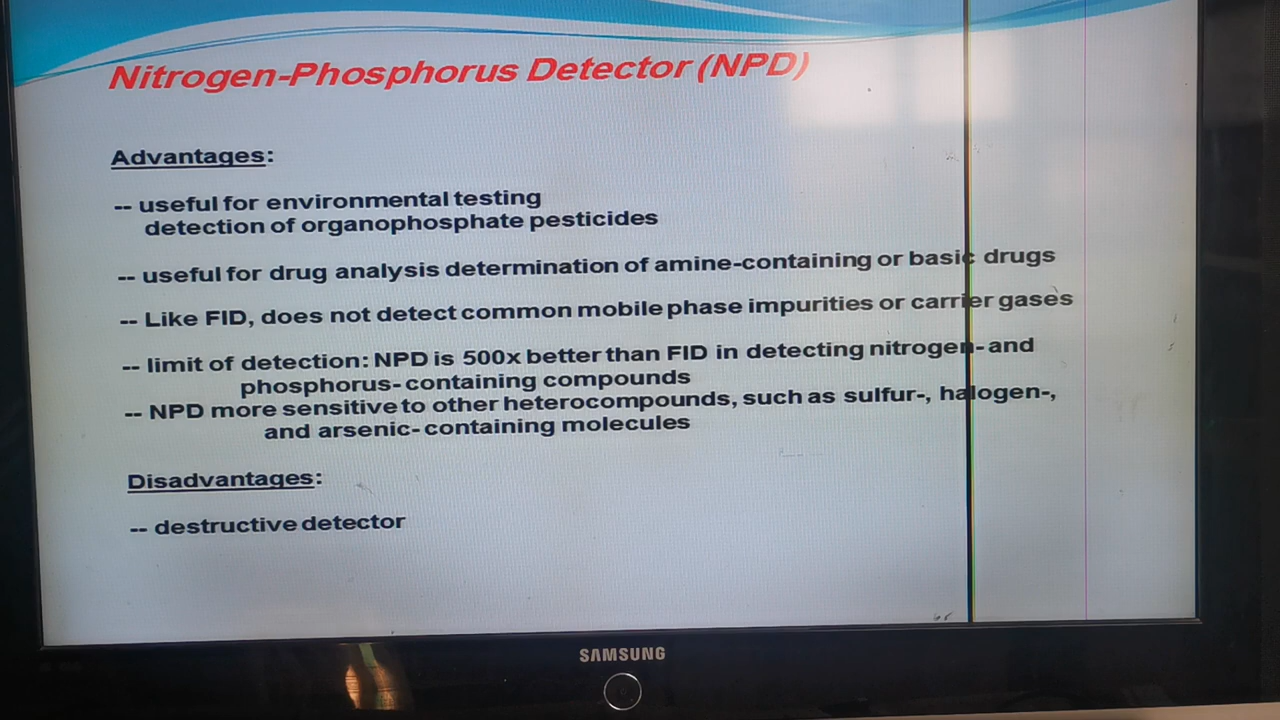 Nitrogen-Phosphorus Detector (NPD)
Advantages:
-- useful for environmental testing
detection of organophosphate pesticides
-- useful for drug analysis determination of amine-containing or basic drugs
-- Like FID, does not detect common mobile phase impurities or carrier gases
-- limit of detection: NPD is 500x better than FID in detecting nitrogen- and
phosphorus- containing compounds
-- NPD more sensitive to other heterocompounds, such as sulfur-, halogen-,
and arsenic- containing molecules
Disadvantages:
-- destructive detector
SAMSUNG